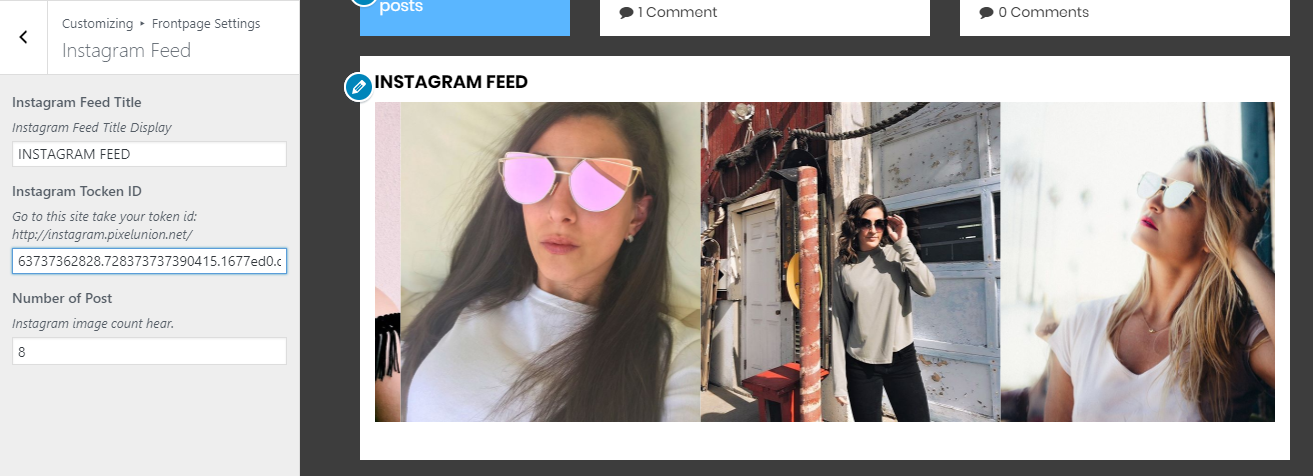 Customizing ▸ Frontpage Settings
Instagram Feed
Instagram Feed Title
Instagram Feed Title Display
INSTAGRAM FEED
Instagram Tocken ID
Go to this site take your token id:
http://instagram.pixelunion.net/
63737362828.728373737390415.1677ed0.c
Number of Post
Instagram image count hear.
8
posts
1 Comment
0 Comments
INSTAGRAM FEED